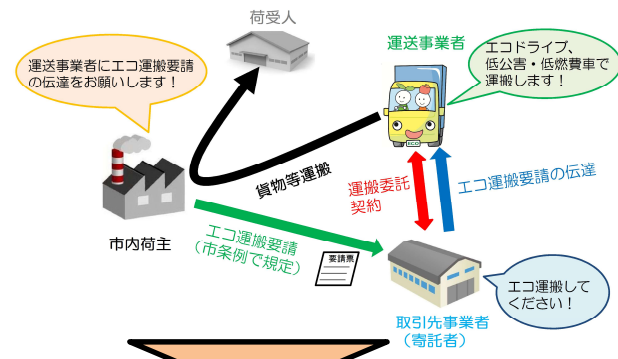 荷受人
運送事業者
エコドライブ、
低公害・低燃費車で
運搬します！
運送事業者にエコ運搬要請
の伝達をお願いします！
ECO
貨物等運搬
運搬委託
契約
エコ運搬要請の伝達
市内荷主
エコ運搬要請
（市条例で規定）
要請票
エコ運搬して
ください！
取引先事業者
（寄託者）